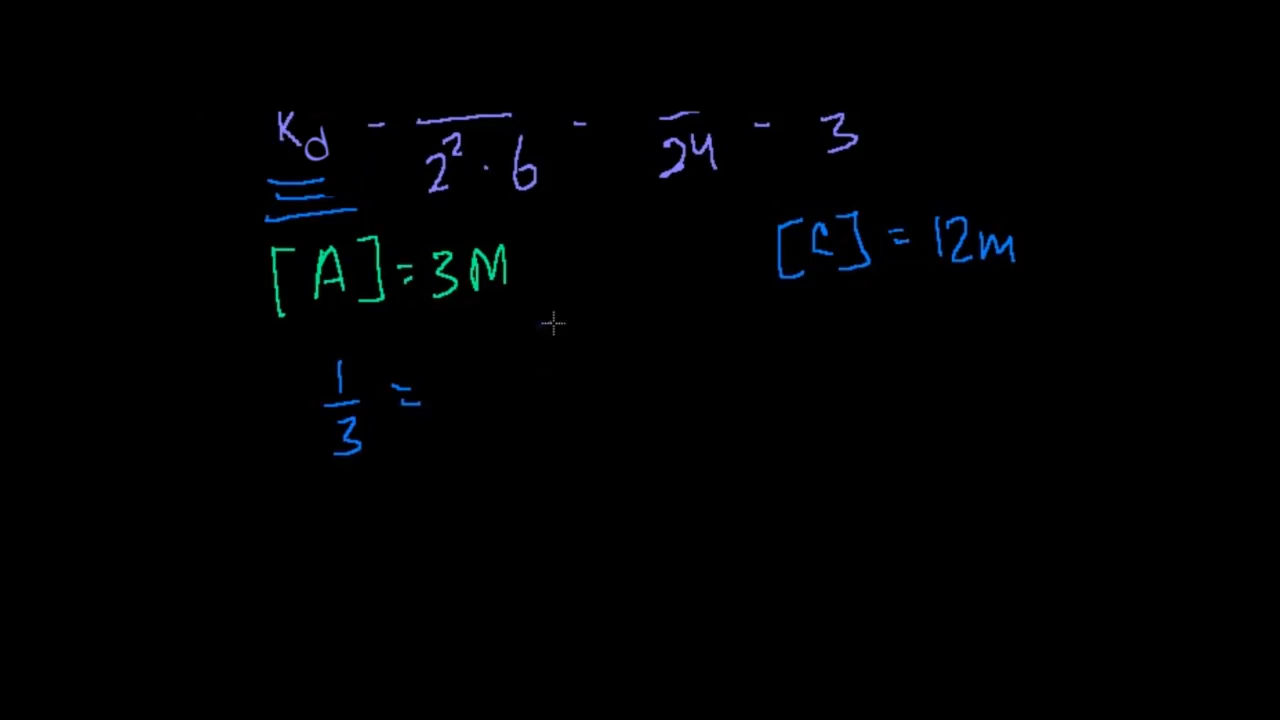 Kd = / 2² · 6 = / 24 = 3
[A] = 3M
[C] = 12M
1/3 =